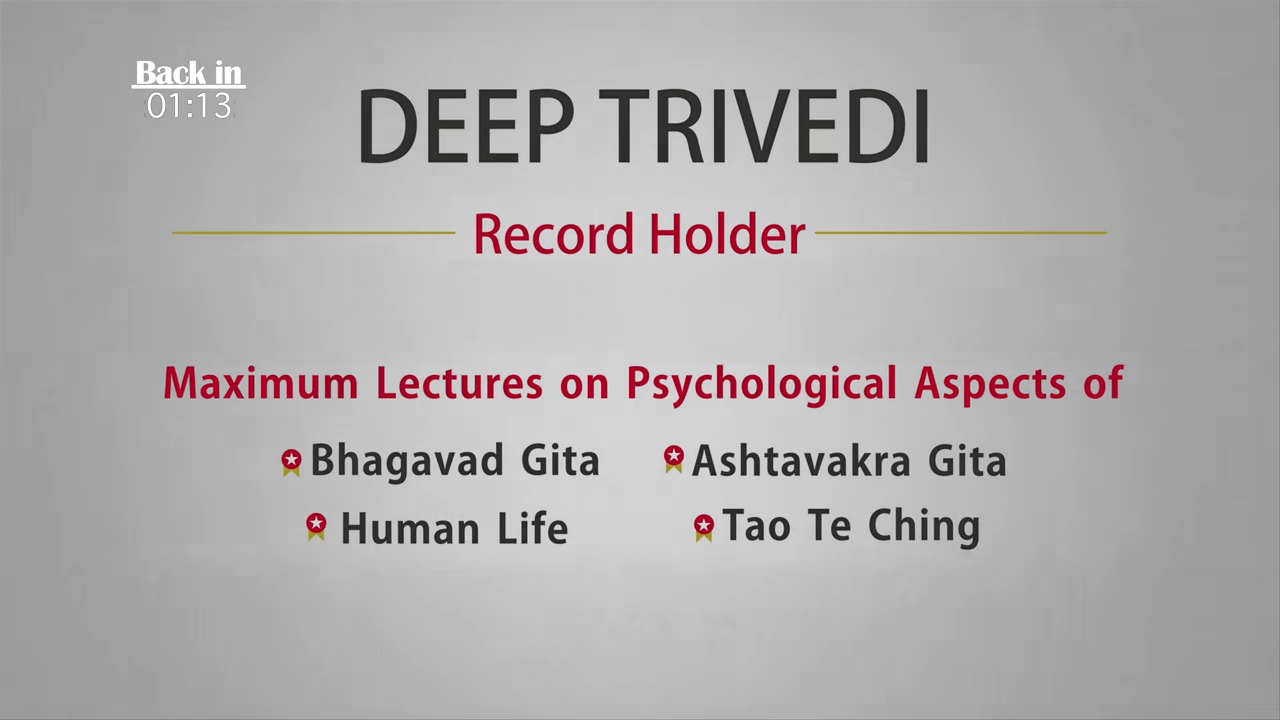 Back in
01:13
DEEP TRIVEDI
Record Holder
Maximum Lectures on Psychological Aspects of
Bhagavad Gita
Ashtavakra Gita
Human Life
Tao Te Ching